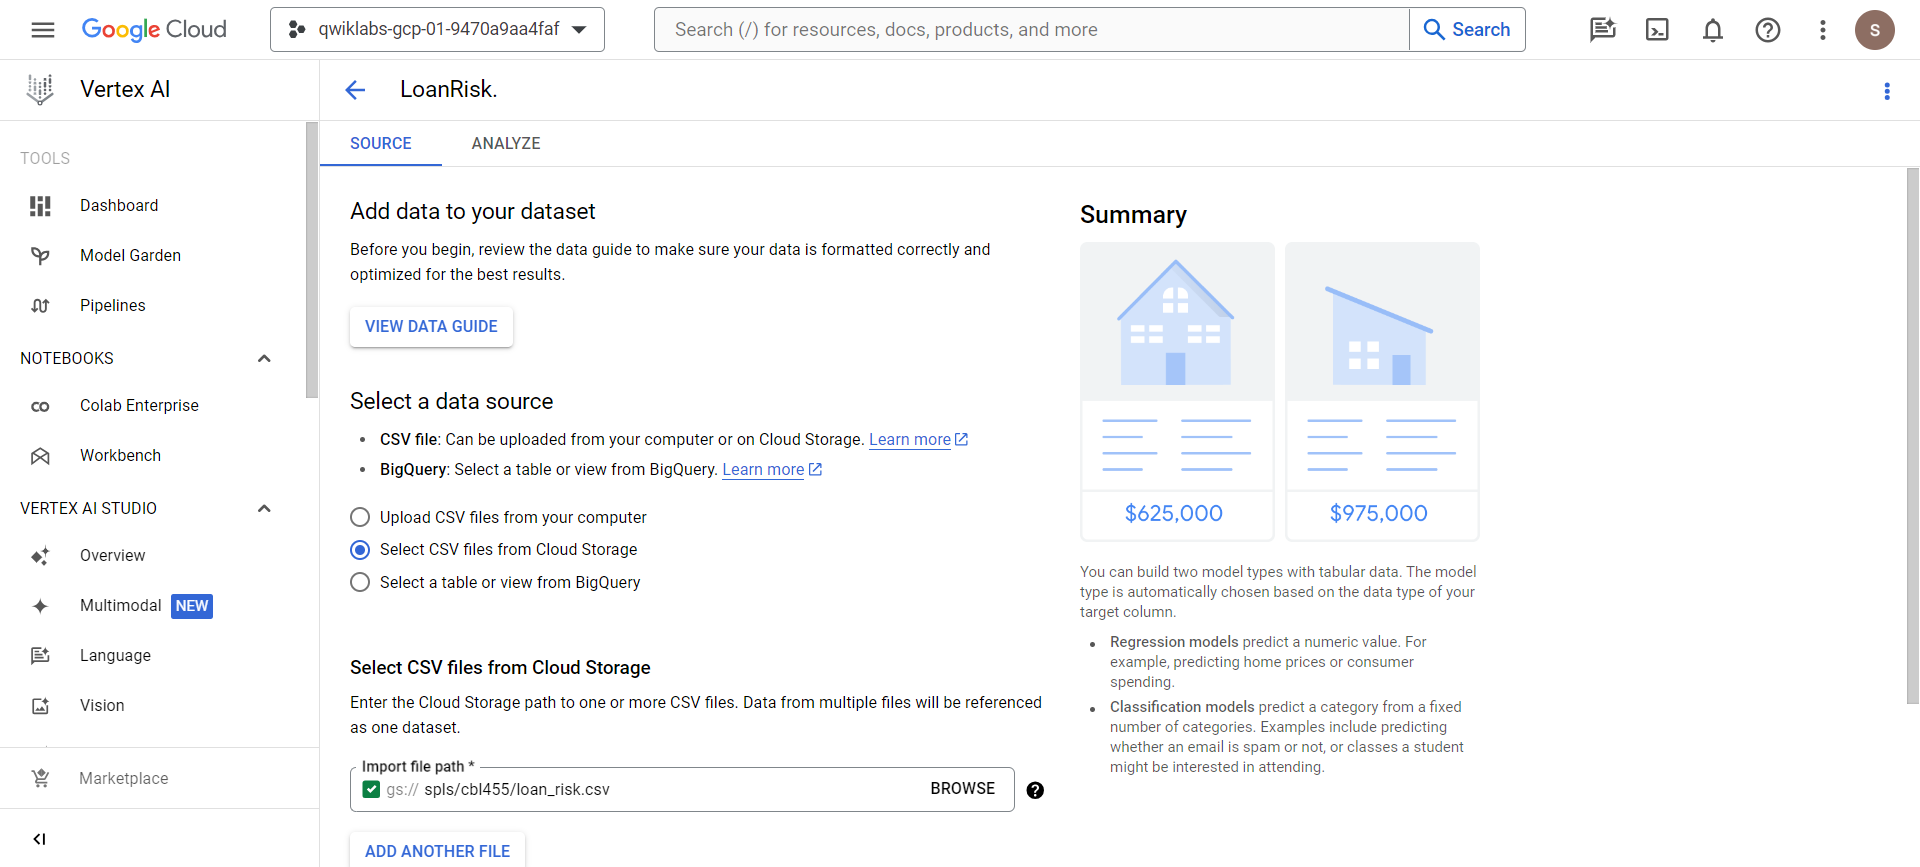 Google Cloud
qwiklabs-gcp-01-9470a9aa4faf
Search (/) for resources, docs, products, and more
Search
S
Vertex AI
LoanRisk.
SOURCE
ANALYZE
TOOLS
Dashboard
Model Garden
Pipelines
NOTEBOOKS
Colab Enterprise
Workbench
VERTEX AI STUDIO
Overview
Multimodal NEW
Language
Vision
Marketplace
Add data to your dataset
Before you begin, review the data guide to make sure your data is formatted correctly and
optimized for the best results.
VIEW DATA GUIDE
Select a data source
• CSV file: Can be uploaded from your computer or on Cloud Storage. Learn more
• BigQuery: Select a table or view from BigQuery. Learn more
Upload CSV files from your computer
Select CSV files from Cloud Storage
Select a table or view from BigQuery
Select CSV files from Cloud Storage
Enter the Cloud Storage path to one or more CSV files. Data from multiple files will be referenced
as one dataset.
Import file path *
gs:// spls/cbl455/loan_risk.csv
BROWSE
ADD ANOTHER FILE
Summary
$625,000
$975,000
You can build two model types with tabular data. The model
type is automatically chosen based on the data type of your
target column.
• Regression models predict a numeric value. For
example, predicting home prices or consumer
spending.
• Classification models predict a category from a fixed
number of categories. Examples include predicting
whether an email is spam or not, or classes a student
might be interested in attending.